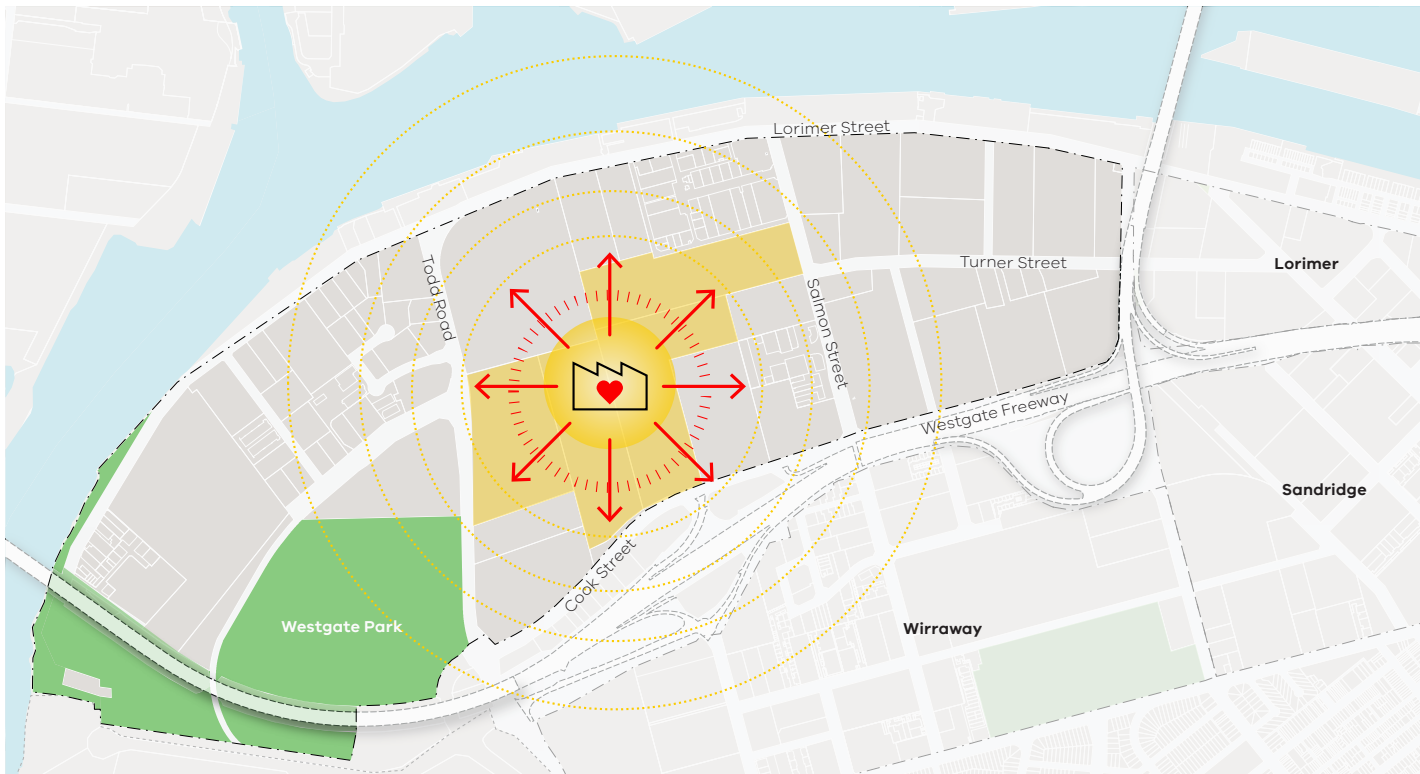 Lorimer Street
Todd Road
Turner Street
Lorimer
Salmon Street
Westgate Freeway
Sandridge
Cook Street
Westgate Park
Wirraway